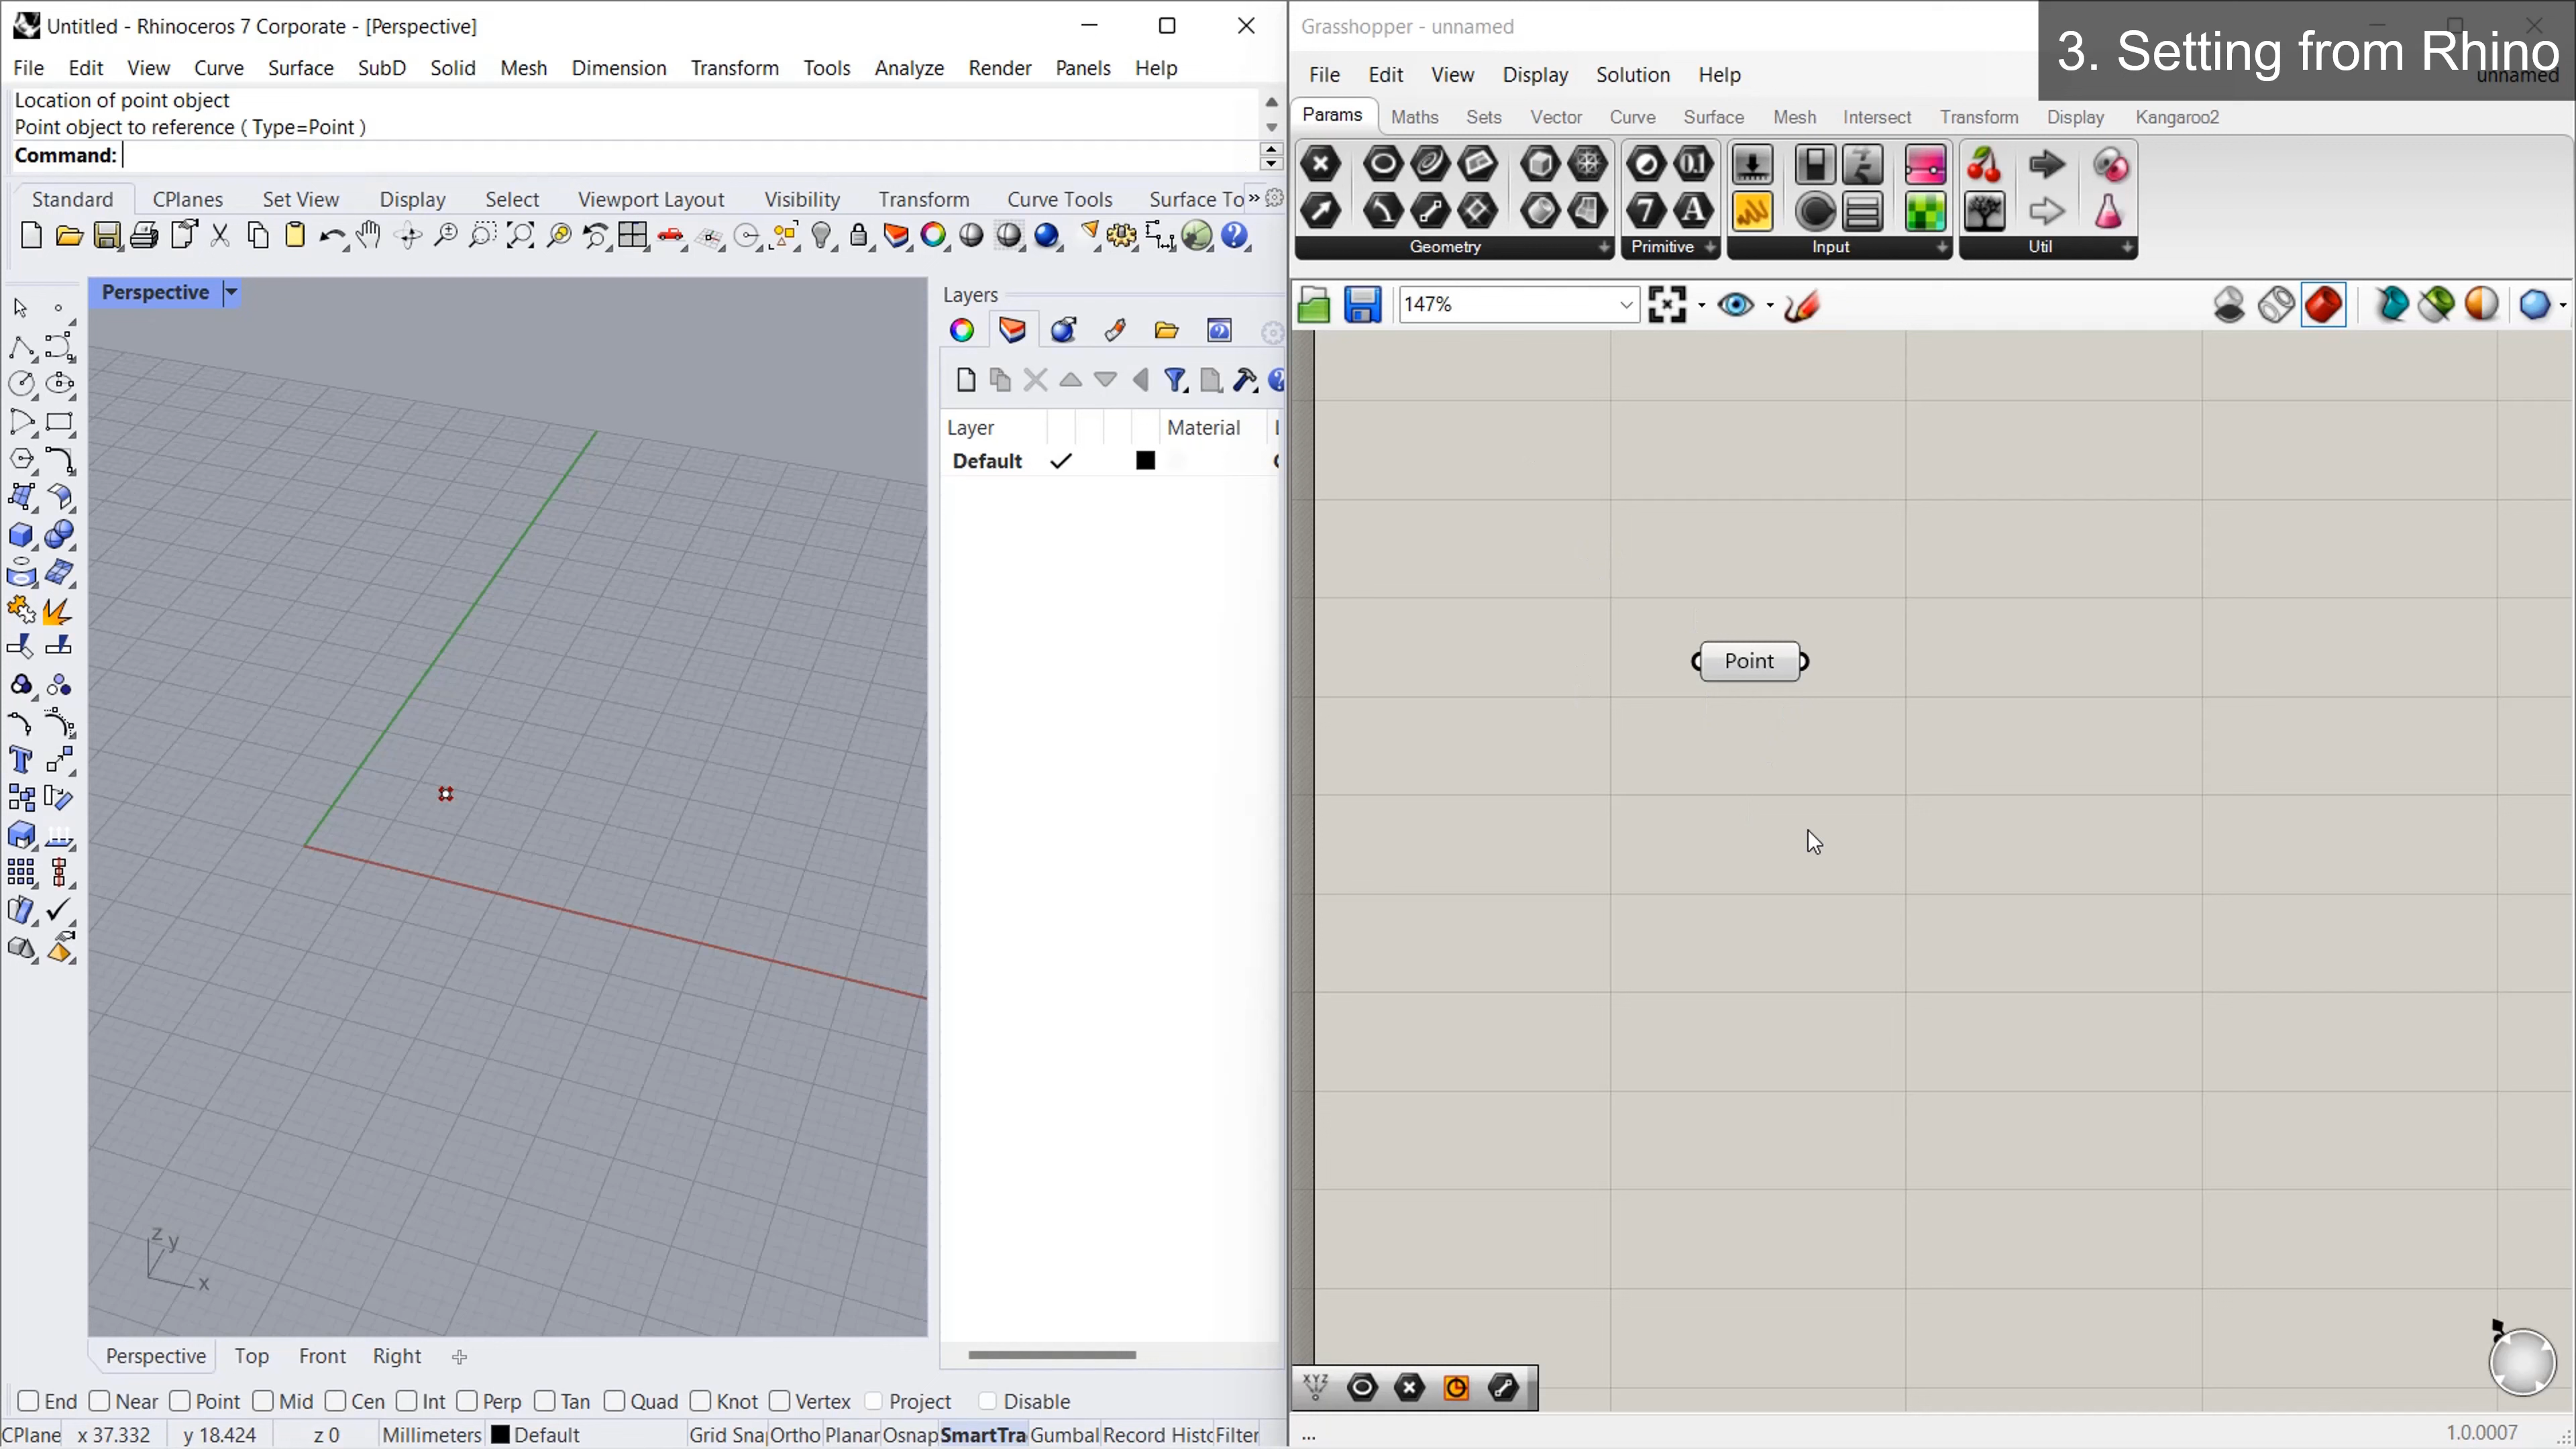 Untitled - Rhinoceros 7 Corporate - [Perspective]
File Edit View Curve Surface SubD Solid Mesh Dimension Transform Tools Analyze Render Panels Help
Location of point object
Point object to reference ( Type=Point )
Command:
Standard CPlanes Set View Display Select Viewport Layout Visibility Transform Curve Tools Surface To »
Perspective
Layers
Layer Material
Default
z y
x
Perspective Top Front Right
End Near Point Mid Cen Int Perp Tan Quad Knot Vertex Project Disable
CPlane x 37.332 y 18.424 z 0 Millimeters Default Grid Sna Ortho Planar Osnap SmartTra Gumbal Record Histo Filter
Grasshopper - unnamed
3. Setting from Rhino
File Edit View Display Solution Help
unnamed
Params Maths Sets Vector Curve Surface Mesh Intersect Transform Display Kangaroo2
0.1
7 A
Geometry Primitive Input Util
147%
Point
XYZ
... 1.0.0007